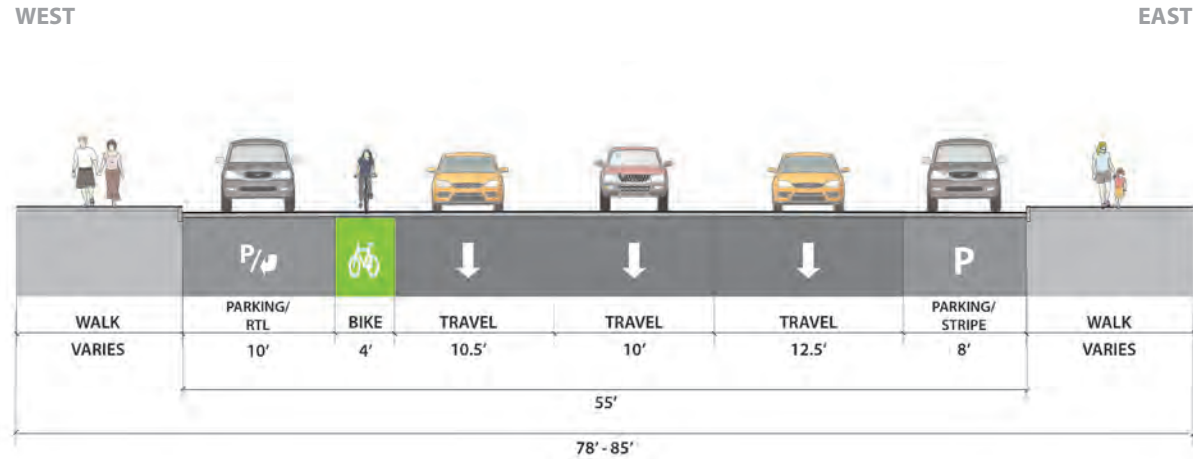 WEST EAST
P/ P
PARKING/ PARKING/
WALK RTL BIKE TRAVEL TRAVEL TRAVEL STRIPE WALK
VARIES 10' 4' 10.5' 10' 12.5' 8' VARIES
55'
78' - 85'